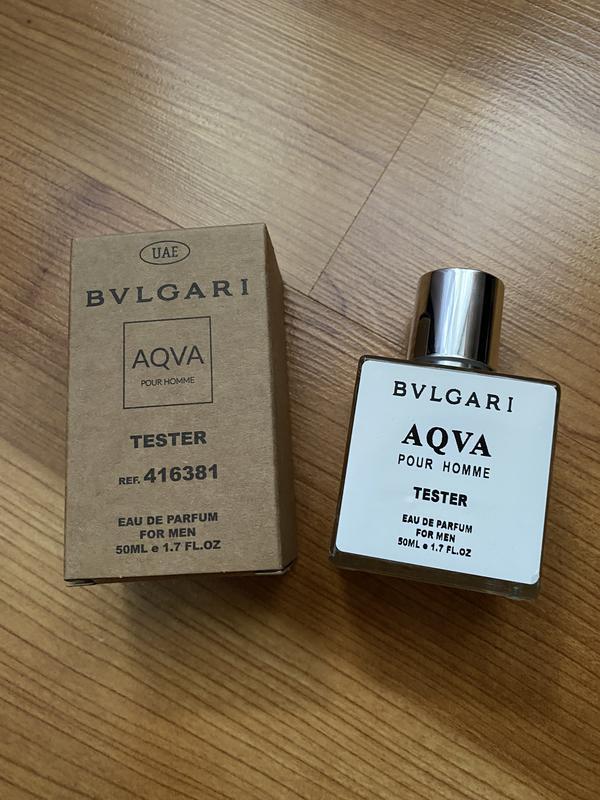 UAE
BVLGARI
AQVA
POUR HOMME
TESTER
REF. 416381
EAU DE PARFUM
FOR MEN
50ML e 1.7 FL.OZ
BVLGARI
AQVA
POUR HOMME
TESTER
EAU DE PARFUM
FOR MEN
50ML e 1.7 FL.OZ